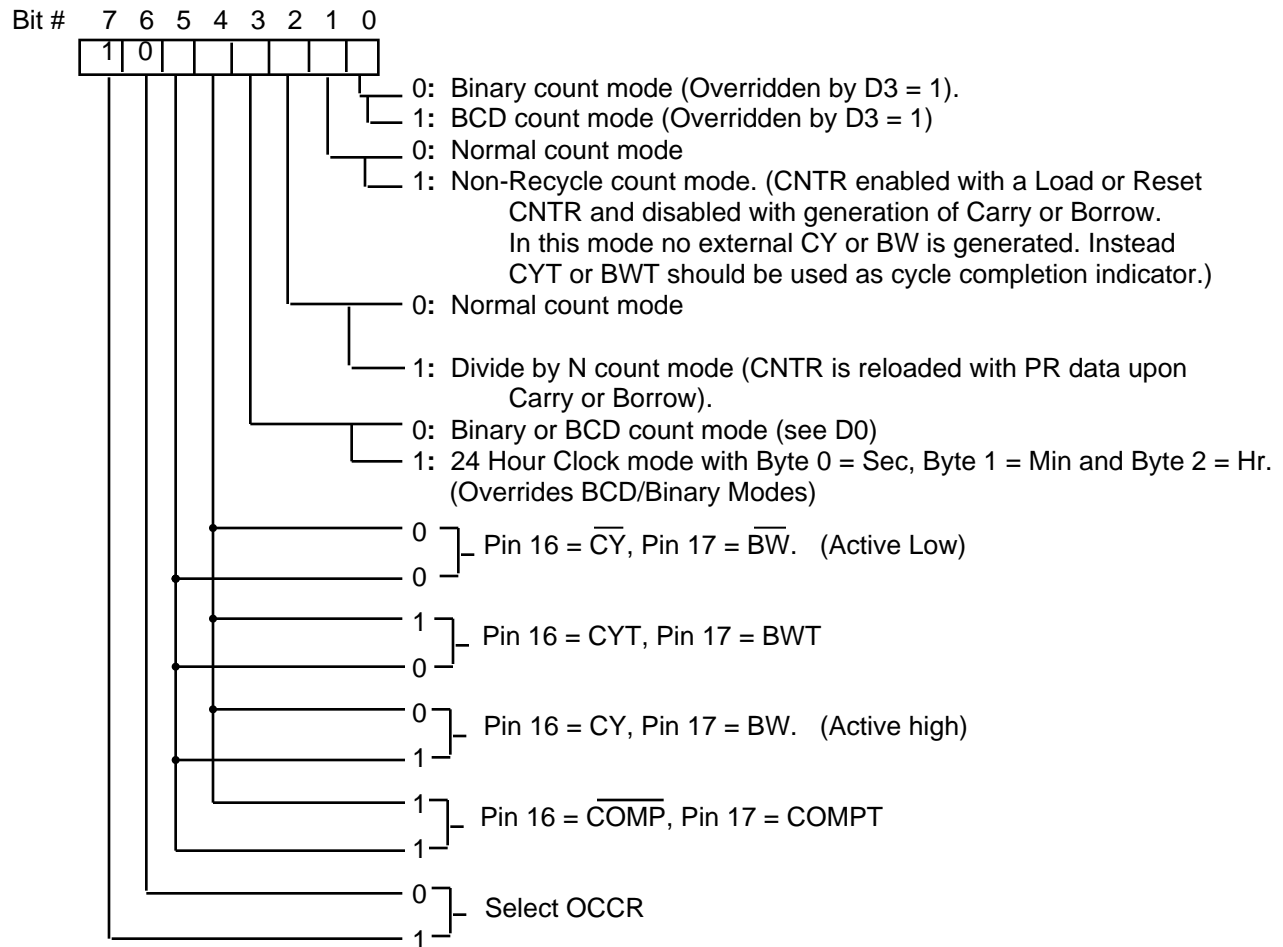 Bit # 7 6 5 4 3 2 1 0
1 0
0: Binary count mode (Overridden by D3 = 1).
1: BCD count mode (Overridden by D3 = 1)
0: Normal count mode
1: Non-Recycle count mode. (CNTR enabled with a Load or Reset
CNTR and disabled with generation of Carry or Borrow.
In this mode no external CY or BW is generated. Instead
CYT or BWT should be used as cycle completion indicator.)
0: Normal count mode
1: Divide by N count mode (CNTR is reloaded with PR data upon
Carry or Borrow).
0: Binary or BCD count mode (see D0)
1: 24 Hour Clock mode with Byte 0 = Sec, Byte 1 = Min and Byte 2 = Hr.
(Overrides BCD/Binary Modes)
0
Pin 16 = C̅Y̅, Pin 17 = B̅W̅. (Active Low)
0
1
Pin 16 = CYT, Pin 17 = BWT
0
0
Pin 16 = CY, Pin 17 = BW. (Active high)
1
1
Pin 16 = C̅O̅M̅P̅, Pin 17 = COMPT
1
0
Select OCCR
1